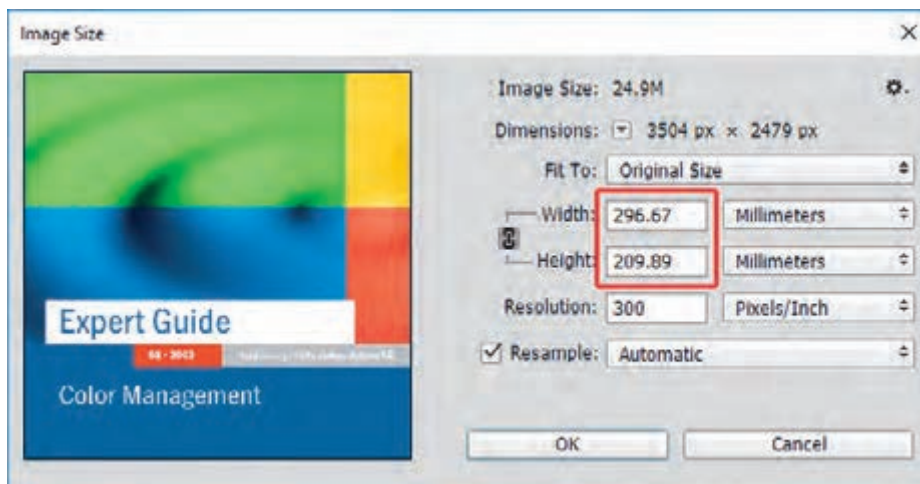 Image Size
Expert Guide
04 - 2003
Color Management
Image Size: 24.9M
Dimensions: 3504 px × 2479 px
Fit To: Original Size
Width: 296.67 Millimeters
Height: 209.89 Millimeters
Resolution: 300 Pixels/Inch
Resample: Automatic
OK Cancel